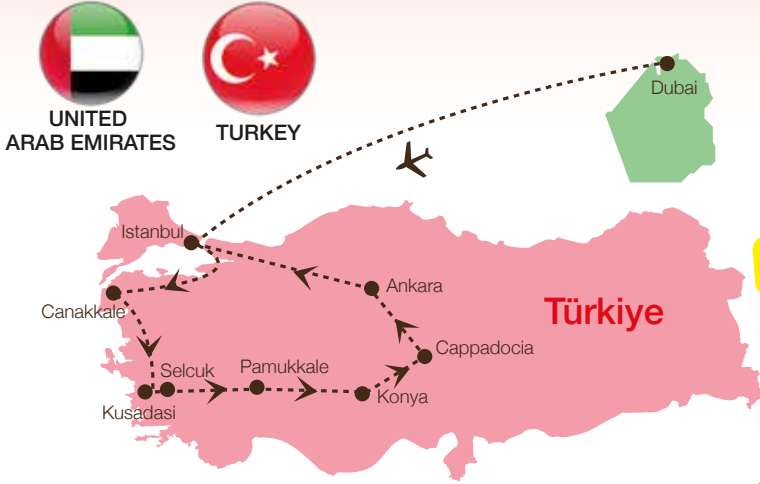 UNITED
ARAB EMIRATES
TURKEY
Dubai
Istanbul
Ankara
Canakkale
Türkiye
Cappadocia
Selcuk
Pamukkale
Konya
Kusadasi